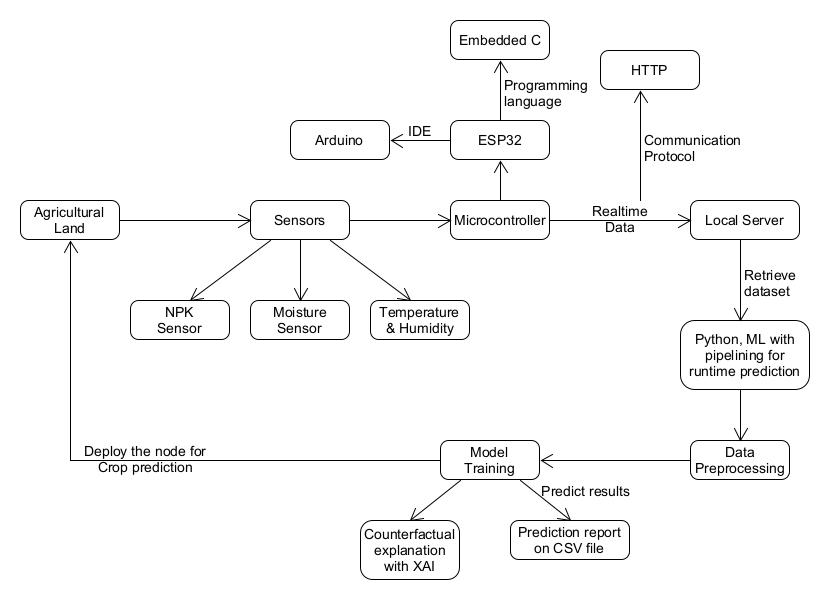 Embedded C
HTTP
Programming
language
Arduino
IDE
ESP32
Communication
Protocol
Agricultural
Land
Sensors
Microcontroller
Realtime
Data
Local Server
Retrieve
dataset
NPK
Sensor
Moisture
Sensor
Temperature
& Humidity
Python, ML with
pipelining for
runtime prediction
Deploy the node for
Crop prediction
Model
Training
Data
Preprocessing
Predict results
Counterfactual
explanation
with XAI
Prediction report
on CSV file